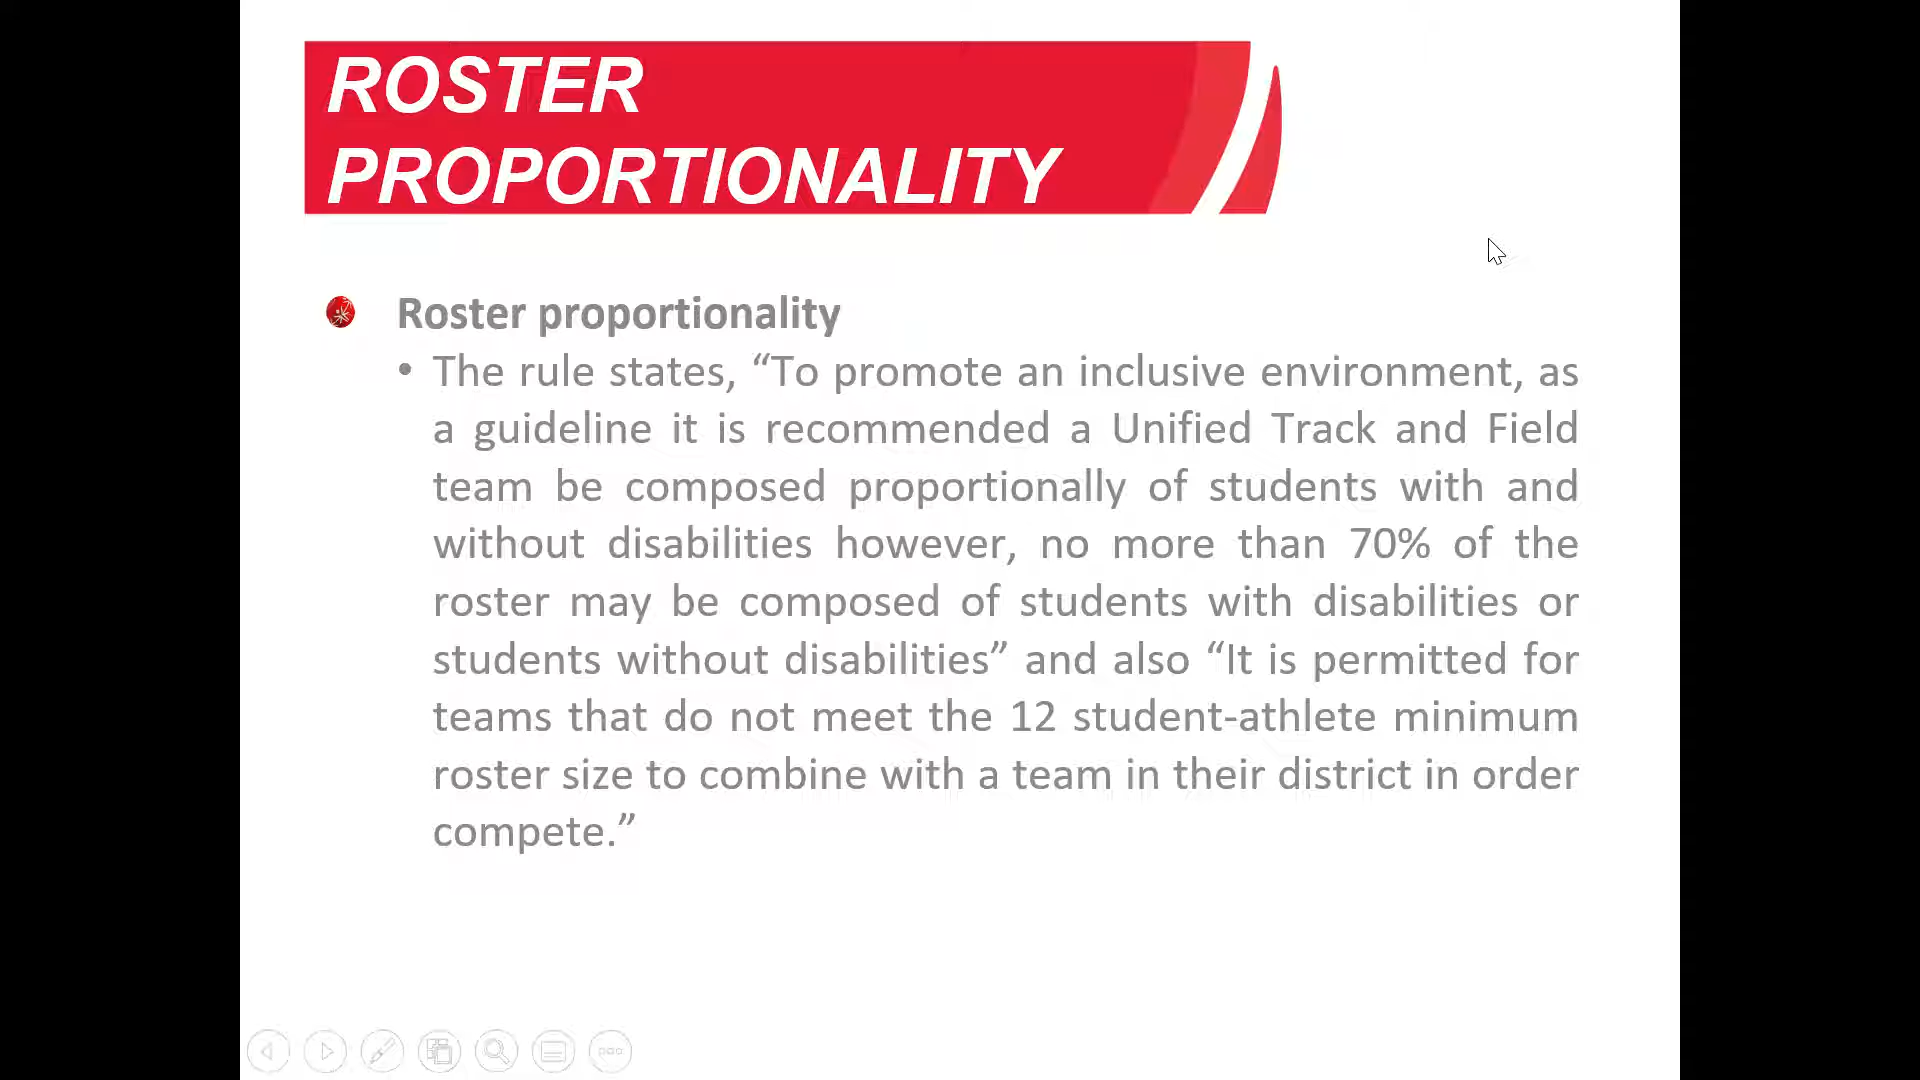 ROSTER
PROPORTIONALITY
Roster proportionality
• The rule states, “To promote an inclusive environment, as
a guideline it is recommended a Unified Track and Field
team be composed proportionally of students with and
without disabilities however, no more than 70% of the
roster may be composed of students with disabilities or
students without disabilities” and also “It is permitted for
teams that do not meet the 12 student-athlete minimum
roster size to combine with a team in their district in order
compete.”